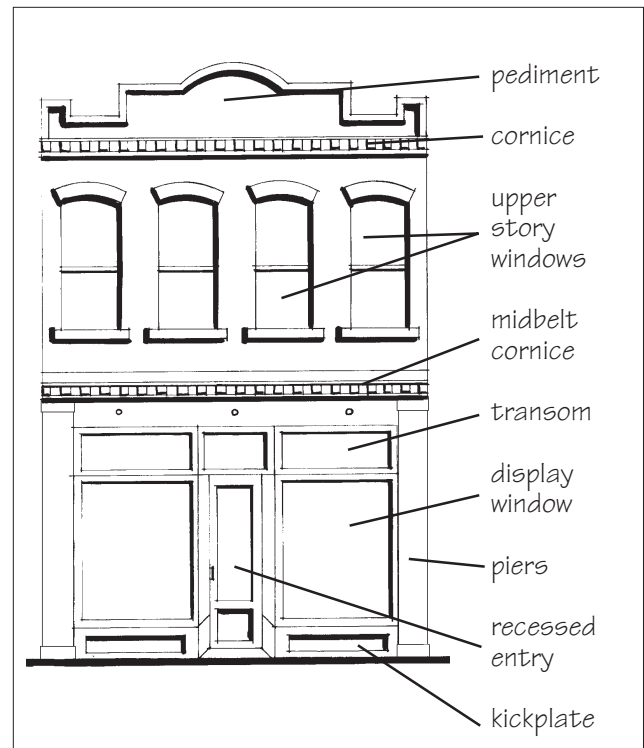 pediment
cornice
upper
story
windows
midbelt
cornice
transom
display
window
piers
recessed
entry
kickplate